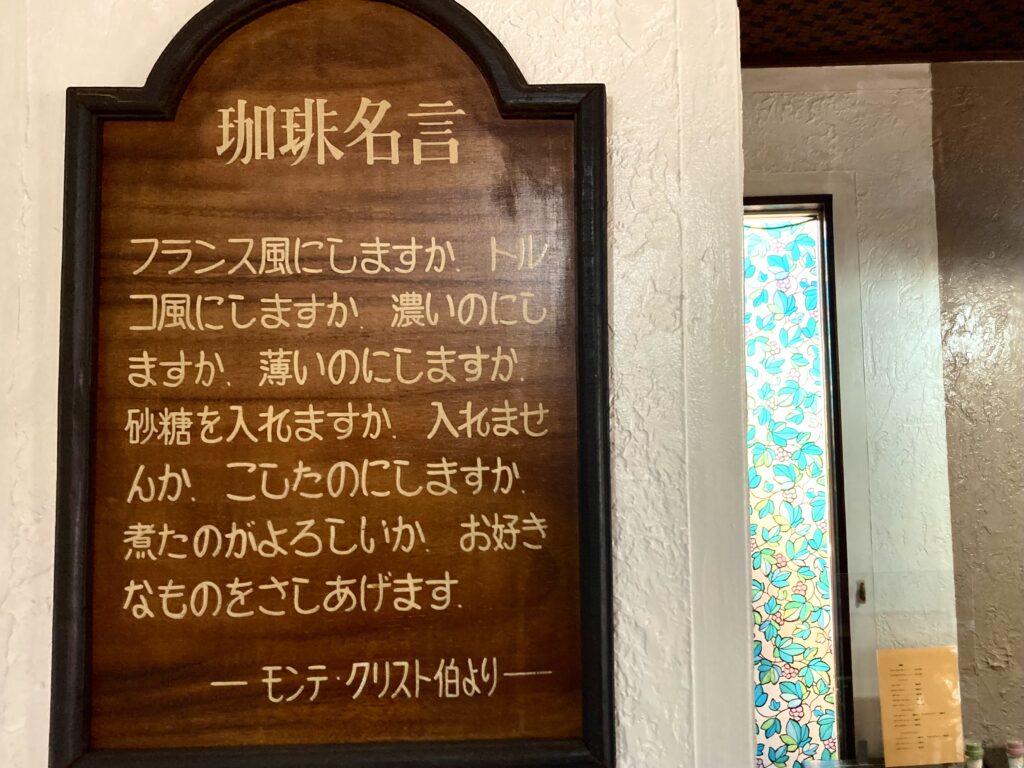 珈琲名言
フランス風にしますか. トル
コ風にしますか. 濃いのにし
ますか. 薄いのにしますか.
砂糖を入れますか. 入れませ
んか. こしたのにしますか.
煮たのがよろしいか. お好き
なものをさしあげます.
— モンテ・クリスト伯より —